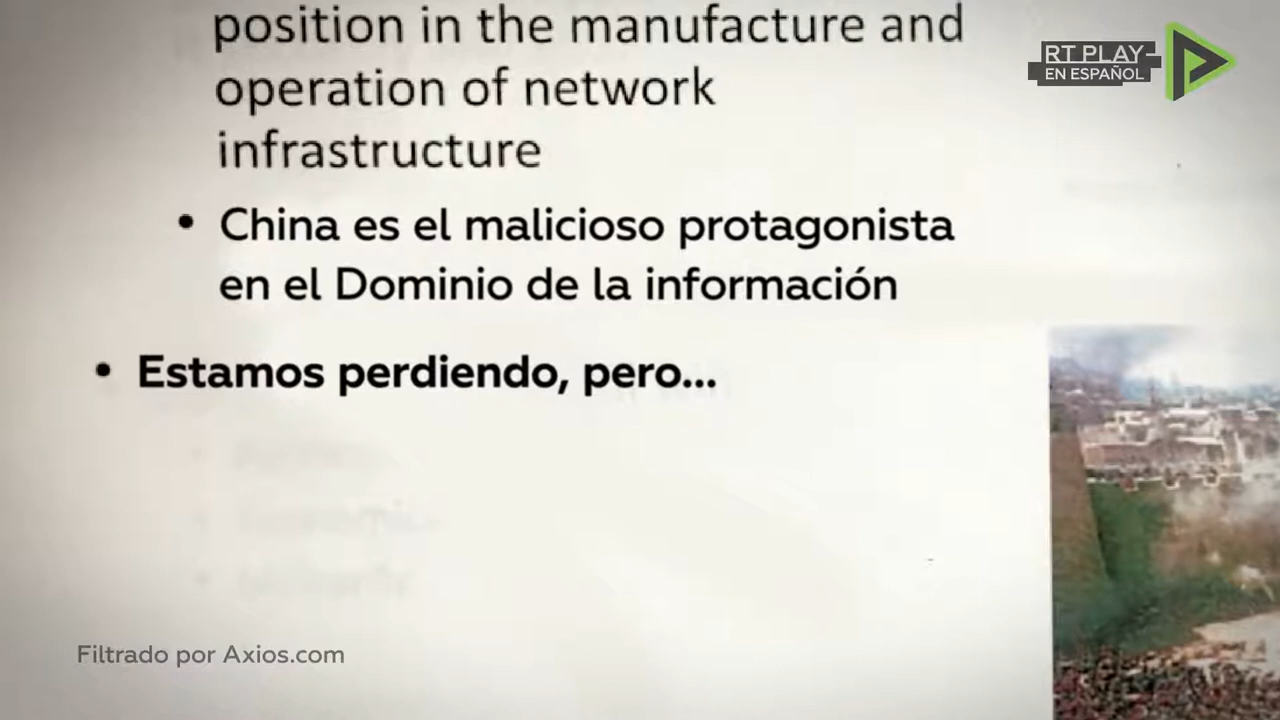 position in the manufacture and
operation of network
infrastructure
RT PLAY
EN ESPAÑOL
• China es el malicioso protagonista
en el Dominio de la información
• Estamos perdiendo, pero...
Filtrado por Axios.com